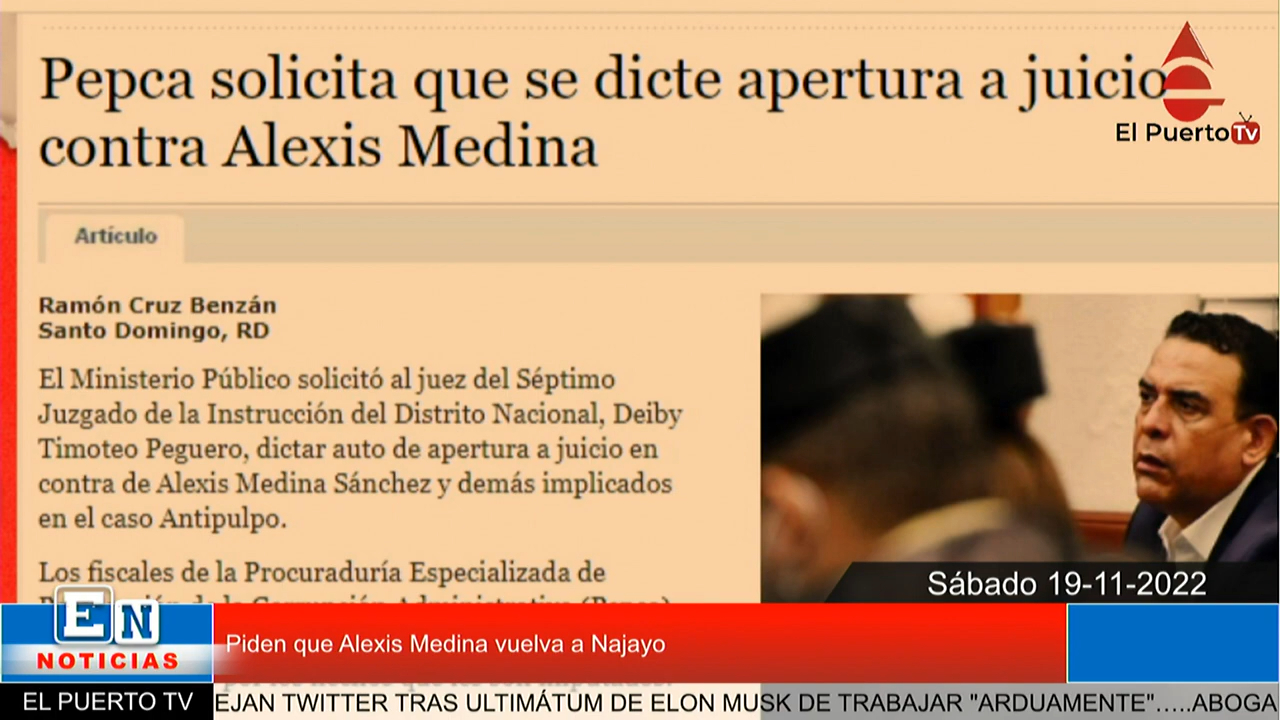 Pepca solicita que se dicte apertura a juicio
contra Alexis Medina
El Puerto Tv
Artículo
Ramón Cruz Benzán
Santo Domingo, RD
El Ministerio Público solicitó al juez del Séptimo
Juzgado de la Instrucción del Distrito Nacional, Deiby
Timoteo Peguero, dictar auto de apertura a juicio en
contra de Alexis Medina Sánchez y demás implicados
en el caso Antipulpo.
Los fiscales de la Procuraduría Especializada de
Sábado 19-11-2022
EN
NOTICIAS
Piden que Alexis Medina vuelva a Najayo
EL PUERTO TV
EJAN TWITTER TRAS ULTIMÁTUM DE ELON MUSK DE TRABAJAR "ARDUAMENTE".....ABOGA